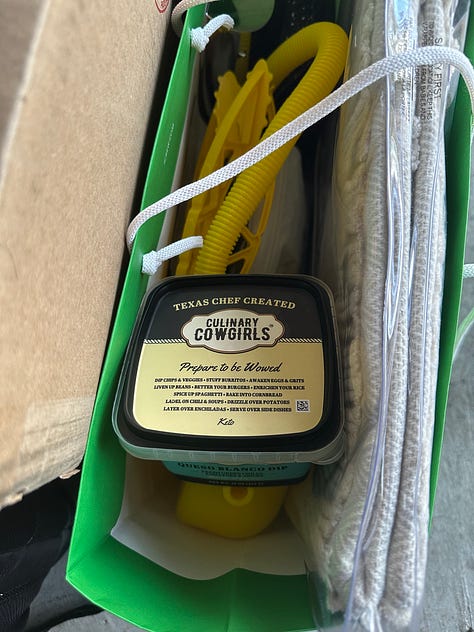 TEXAS CHEF CREATED
CULINARY
COWGIRLS
Prepare to be Wowed
DIP CHIPS & VEGGIES • STUFF BURRITOS • AWAKEN EGGS & GRITS
LIVEN UP BEANS • BETTER YOUR BURGERS • ENRICHEN YOUR RICE
SPICE UP SPAGHETTI • BAKE INTO CORNBREAD
LADEL ON CHILI & SOUPS • DRIZZLE OVER POTATOES
LAYER OVER ENCHILADAS • SERVE OVER SIDE DISHES
Keto
QUESO BLANCO DIP